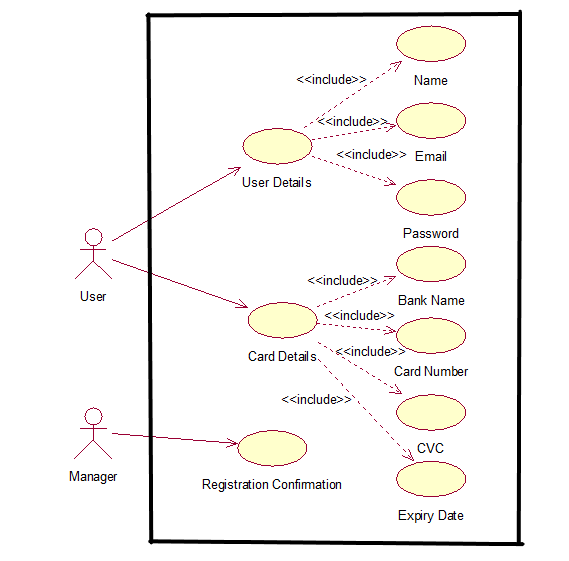 <<include>>
Name
<<include>>
Email
<<include>>
User Details
Password
<<include>>
User
Bank Name
<<include>>
Card Details
<<include>>
Card Number
<<include>>
CVC
Manager
Registration Confirmation
Expiry Date